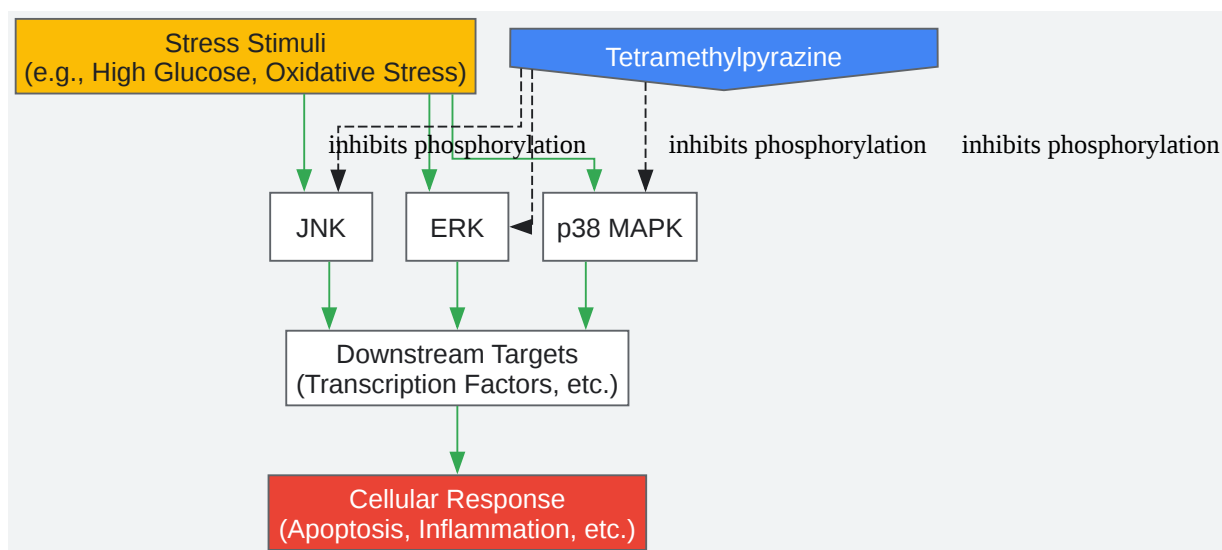 Stress Stimuli
(e.g., High Glucose, Oxidative Stress)
Tetramethylpyrazine
inhibits phosphorylation
inhibits phosphorylation
inhibits phosphorylation
JNK
ERK
p38 MAPK
Downstream Targets
(Transcription Factors, etc.)
Cellular Response
(Apoptosis, Inflammation, etc.)